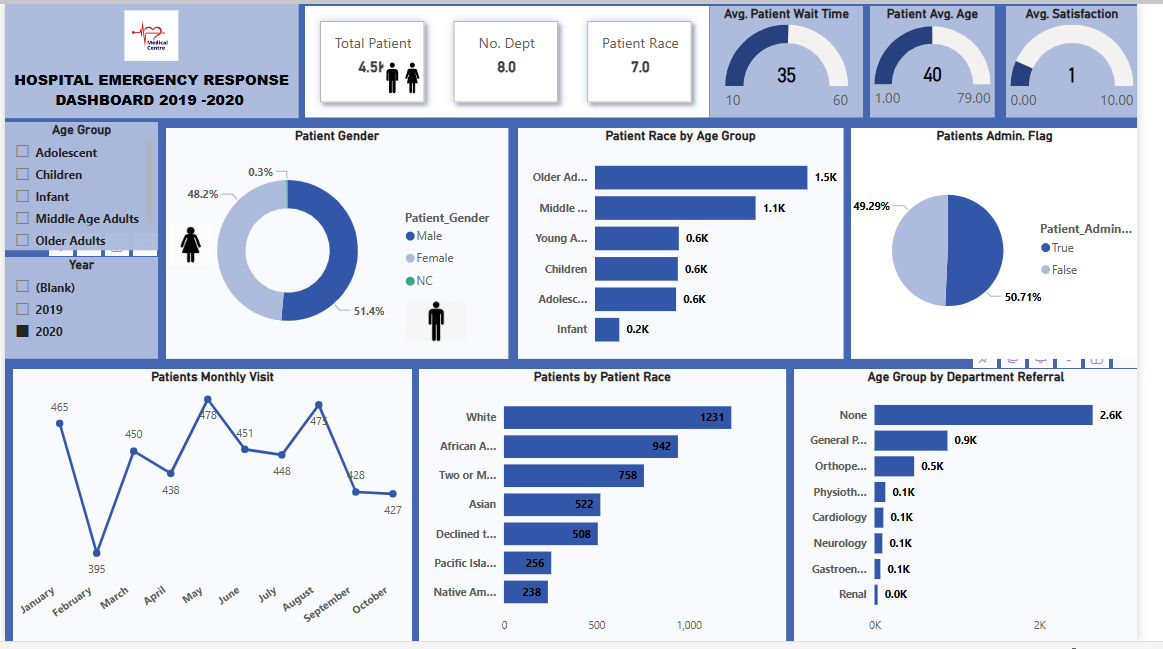 Medical
Centre
HOSPITAL EMERGENCY RESPONSE
DASHBOARD 2019 -2020
Total Patient
4.5K
No. Dept
8.0
Patient Race
7.0
Avg. Patient Wait Time
35
10
60
Patient Avg. Age
40
1.00
79.00
Avg. Satisfaction
1
0.00
10.00
Age Group
Adolescent
Children
Infant
Middle Age Adults
Older Adults
Year
(Blank)
2019
2020
Patient Gender
0.3%
48.2%
51.4%
Patient_Gender
Male
Female
NC
Patient Race by Age Group
Older Ad...
1.5K
Middle ...
1.1K
Young A...
0.6K
Children
0.6K
Adolesc...
0.6K
Infant
0.2K
Patients Admin. Flag
49.29%
50.71%
Patient_Admin...
True
False
Patients Monthly Visit
465
395
450
438
478
451
448
475
428
427
January
February
March
April
May
June
July
August
September
October
Patients by Patient Race
White
1231
African A...
942
Two or M...
758
Asian
522
Declined t...
508
Pacific Isla...
256
Native Am...
238
0
500
1,000
Age Group by Department Referral
None
2.6K
General P...
0.9K
Orthope...
0.5K
Physioth...
0.1K
Cardiology
0.1K
Neurology
0.1K
Gastroen...
0.1K
Renal
0.0K
0K
2K